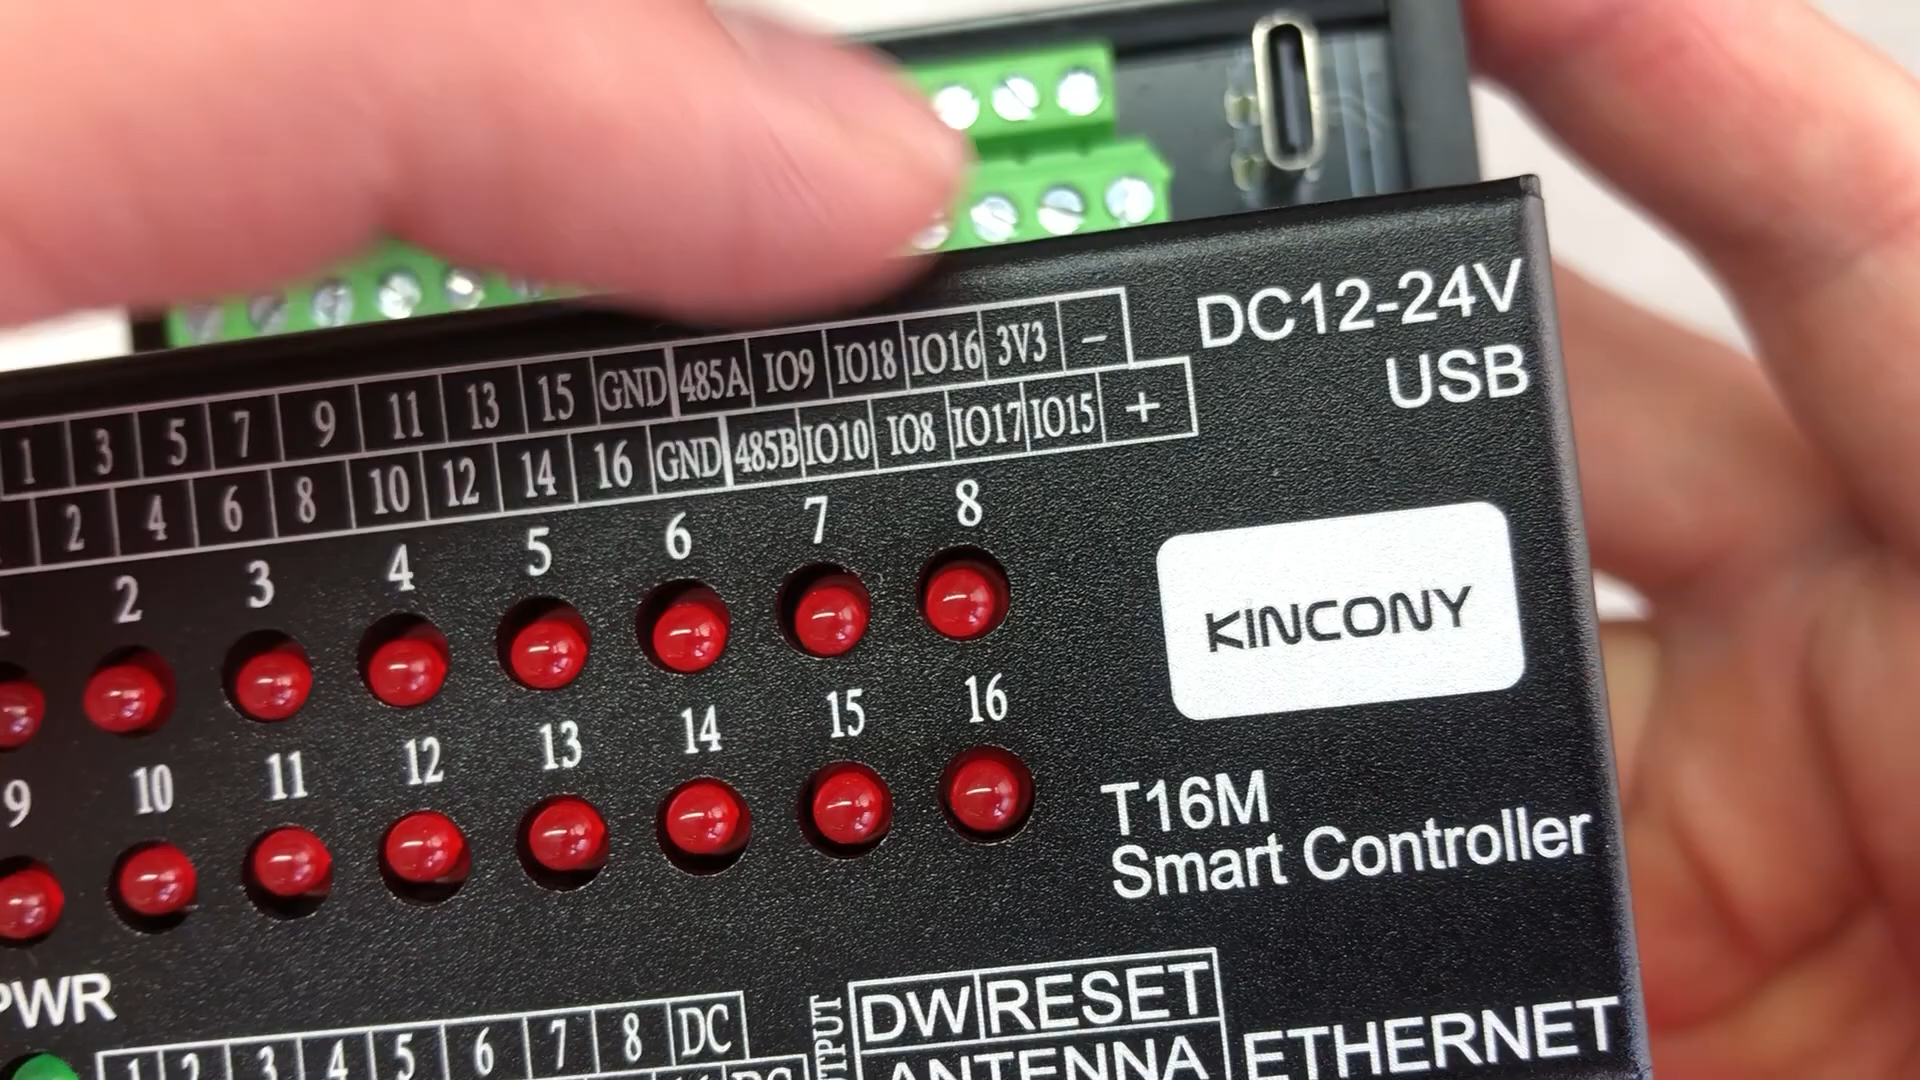 DC12-24V
USB
1 3 5 7 9 11 13 15 GND 485A IO9 IO18 IO16 3V3 -
2 4 6 8 10 12 14 16 GND 485B IO10 IO8 IO17 IO15 +
1 2 3 4 5 6 7 8
KINCONY
9 10 11 12 13 14 15 16
T16M
Smart Controller
PWR
1 2 3 4 5 6 7 8 DC
DW RESET
ANTENNA
ETHERNET